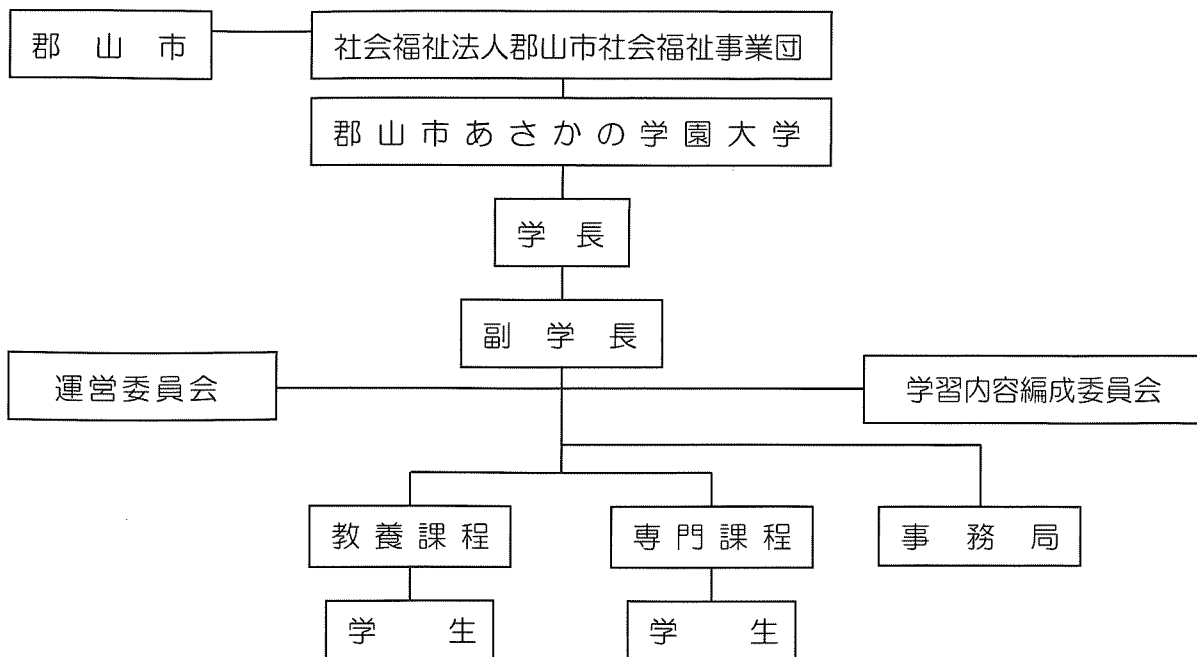 郡山市
社会福祉法人郡山市社会福祉事業団
郡山市あさかの学園大学
学長
副学長
運営委員会
学習内容編成委員会
教養課程
専門課程
事務局
学生
学生